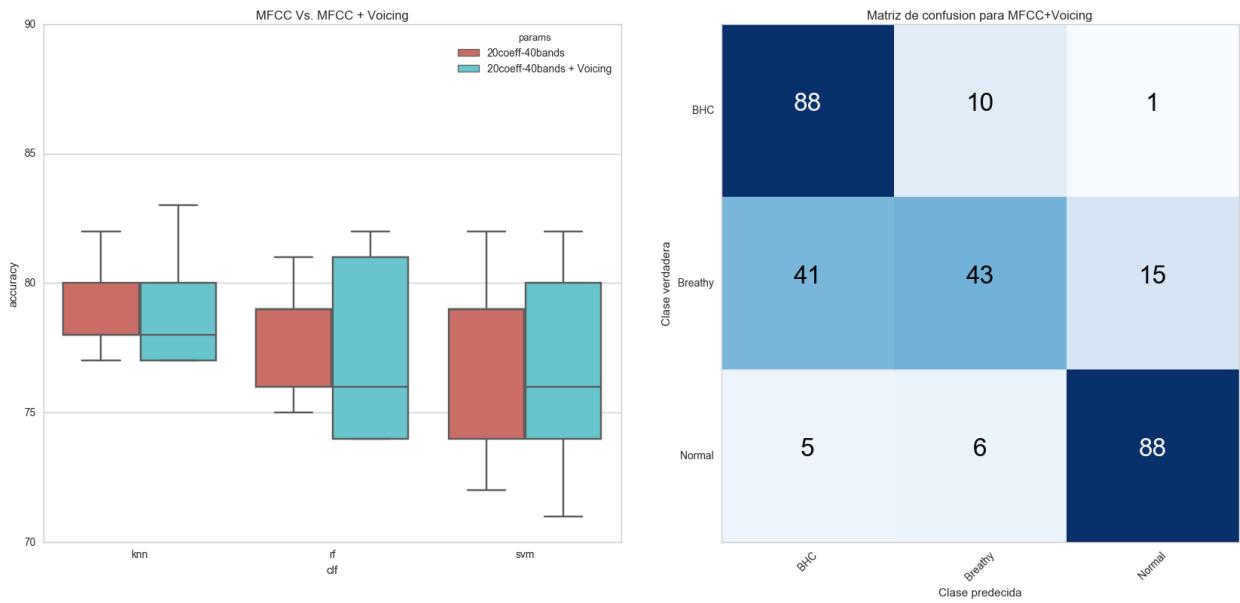 MFCC Vs. MFCC + Voicing
params
20coeff-40bands
20coeff-40bands + Voicing
90
85
80
75
70
accuracy
knn
rf
svm
clf
Matriz de confusion para MFCC+Voicing
Clase verdadera
BHC
88
10
1
Breathy
41
43
15
Normal
5
6
88
BHC
Breathy
Normal
Clase predecida